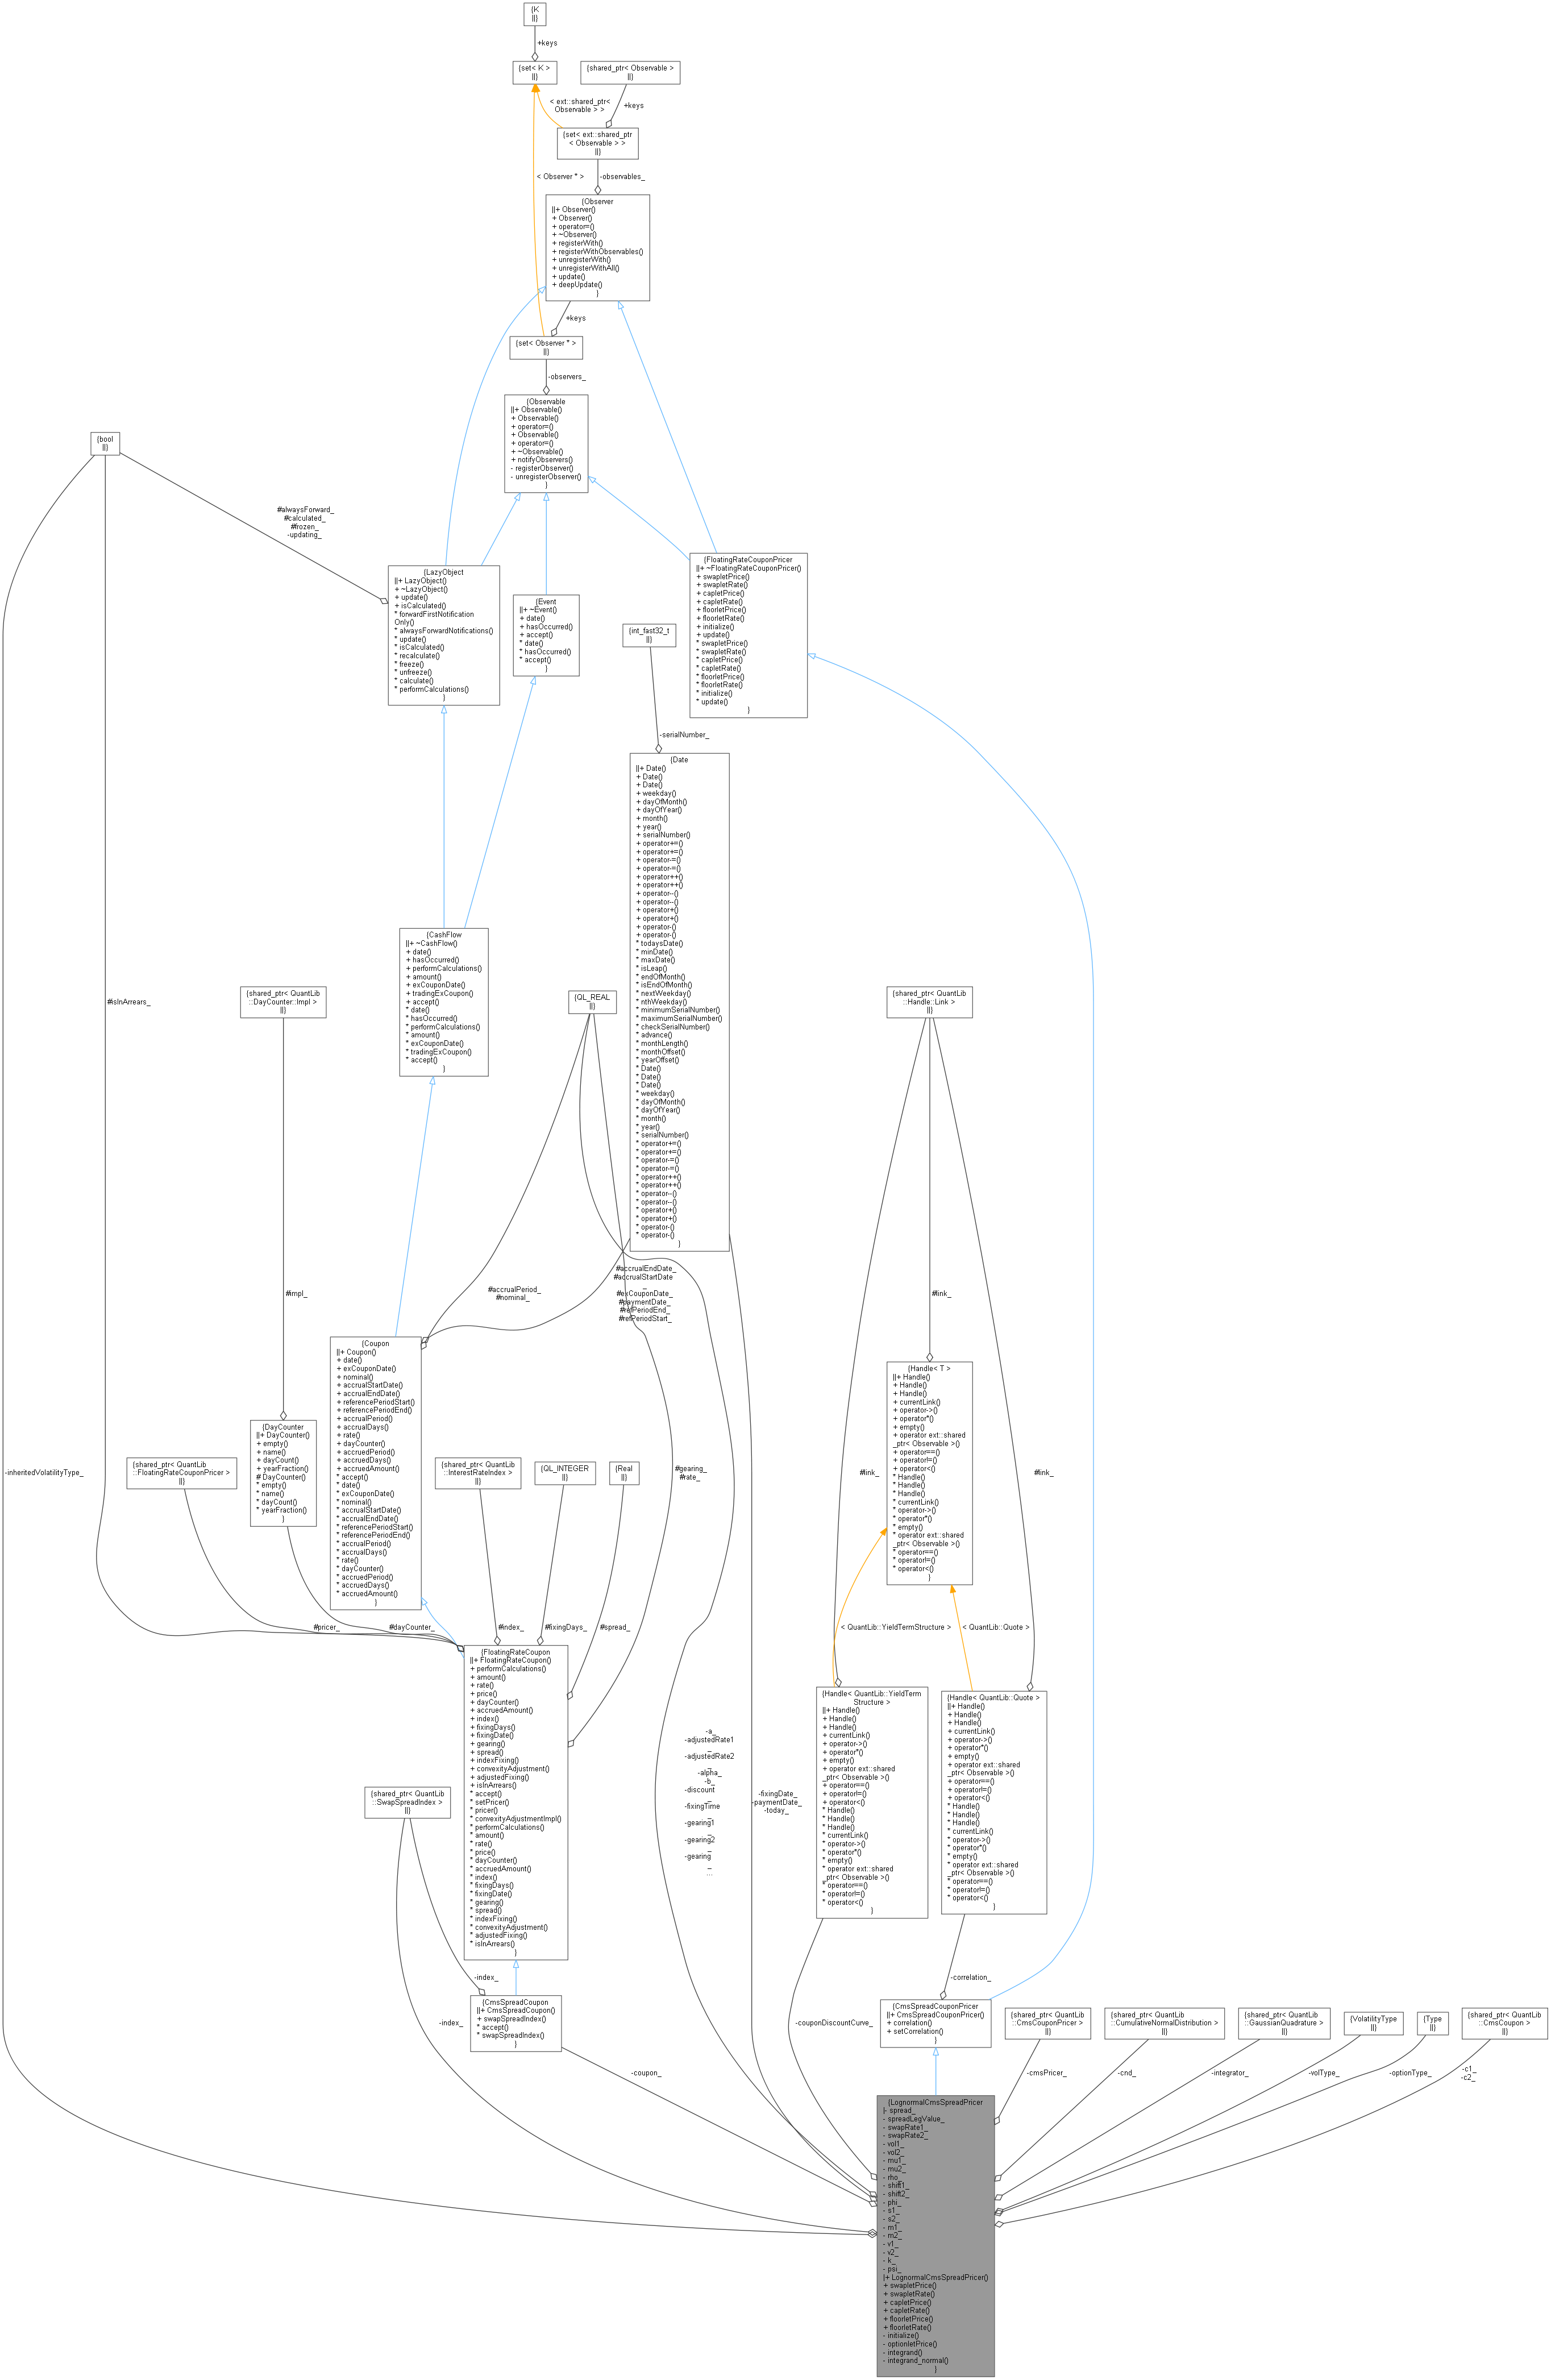 {K
||}
+keys
{set< K >
||}
{shared_ptr< Observable >
||}
< ext::shared_ptr<
Observable > >
+keys
{set< ext::shared_ptr
< Observable > >
||}
< Observer * >
-observables_
{Observer
||+ Observer()
+ Observer()
+ operator=()
+ ~Observer()
+ registerWith()
+ registerWithObservables()
+ unregisterWith()
+ unregisterWithAll()
+ update()
+ deepUpdate()
}
+keys
{set< Observer * >
||}
-observers_
{Observable
||+ Observable()
+ Observable()
+ operator=()
+ Observable()
+ operator=()
+ ~Observable()
+ notifyObservers()
- registerObserver()
- unregisterObserver()
}
{bool
||}
#alwaysForward_
#calculated_
#frozen_
-updating_
{LazyObject
||+ LazyObject()
+ ~LazyObject()
+ update()
+ isCalculated()
* forwardFirstNotification
Only()
* alwaysForwardNotifications()
* update()
* isCalculated()
* recalculate()
* freeze()
* unfreeze()
* calculate()
* performCalculations()
}
{Event
||+ ~Event()
+ date()
+ hasOccurred()
+ accept()
* date()
* hasOccurred()
* accept()
}
{FloatingRateCouponPricer
||+ ~FloatingRateCouponPricer()
+ swapletPrice()
+ swapletRate()
+ capletPrice()
+ capletRate()
+ floorletPrice()
+ floorletRate()
+ initialize()
+ update()
* swapletPrice()
* swapletRate()
* capletPrice()
* capletRate()
* floorletPrice()
* floorletRate()
* initialize()
* update()
}
{int_fast32_t
||}
-serialNumber_
{Date
||+ Date()
+ Date()
+ Date()
+ weekday()
+ dayOfMonth()
+ dayOfYear()
+ month()
+ year()
+ serialNumber()
+ operator+=()
+ operator+=()
+ operator-=()
+ operator-=()
+ operator++()
+ operator++()
+ operator--()
+ operator--()
+ operator+()
+ operator+()
+ operator-()
+ operator-()
* todaysDate()
* minDate()
* maxDate()
* isLeap()
* endOfMonth()
* isEndOfMonth()
* nextWeekday()
* nthWeekday()
* minimumSerialNumber()
* maximumSerialNumber()
* checkSerialNumber()
* advance()
* monthLength()
* monthOffset()
* yearOffset()
* Date()
* Date()
* Date()
* weekday()
* dayOfMonth()
* dayOfYear()
* month()
* year()
* serialNumber()
* operator+=()
* operator+=()
* operator-=()
* operator-=()
* operator++()
* operator++()
* operator--()
* operator--()
* operator+()
* operator+()
* operator-()
* operator-()
}
{CashFlow
||+ ~CashFlow()
+ date()
+ hasOccurred()
+ performCalculations()
+ amount()
+ exCouponDate()
+ tradingExCoupon()
+ accept()
* date()
* hasOccurred()
* performCalculations()
* amount()
* exCouponDate()
* tradingExCoupon()
* accept()
}
#isInArrears_
{shared_ptr< QuantLib
::DayCounter::Impl >
||}
{QL_REAL
||}
{shared_ptr< QuantLib
::Handle::Link >
||}
#impl_
#accrualPeriod_
#nominal_
#accrualEndDate_
#accrualStartDate
_
#exCouponDate_
#paymentDate_
#refPeriodEnd_
#refPeriodStart_
#link_
{Coupon
||+ Coupon()
+ date()
+ exCouponDate()
+ nominal()
+ accrualStartDate()
+ accrualEndDate()
+ referencePeriodStart()
+ referencePeriodEnd()
+ accrualPeriod()
+ accrualDays()
+ rate()
+ dayCounter()
+ accruedPeriod()
+ accruedDays()
+ accruedAmount()
* accept()
* date()
* exCouponDate()
* nominal()
* accrualStartDate()
* accrualEndDate()
* referencePeriodStart()
* referencePeriodEnd()
* accrualPeriod()
* accrualDays()
* rate()
* dayCounter()
* accruedPeriod()
* accruedDays()
* accruedAmount()
}
{Handle< T >
||+ Handle()
+ Handle()
+ Handle()
+ currentLink()
+ operator->()
+ operator*()
+ empty()
+ operator ext::shared
_ptr< Observable >()
+ operator==()
+ operator!=()
+ operator<()
* Handle()
* Handle()
* Handle()
* currentLink()
* operator->()
* operator*()
* empty()
* operator ext::shared
_ptr< Observable >()
* operator==()
* operator!=()
* operator<()
}
{DayCounter
||+ DayCounter()
+ empty()
+ name()
+ dayCount()
+ yearFraction()
# DayCounter()
* empty()
* name()
* dayCount()
* yearFraction()
}
-inheritedVolatilityType_
{shared_ptr< QuantLib
::FloatingRateCouponPricer >
||}
{shared_ptr< QuantLib
::InterestRateIndex >
||}
{QL_INTEGER
||}
{Real
||}
#gearing_
#rate_
#link_
#link_
#pricer_
#dayCounter_
#index_
#fixingDays_
#spread_
< QuantLib::YieldTermStructure >
< QuantLib::Quote >
{FloatingRateCoupon
||+ FloatingRateCoupon()
+ performCalculations()
+ amount()
+ rate()
+ price()
+ dayCounter()
+ accruedAmount()
+ index()
+ fixingDays()
+ fixingDate()
+ gearing()
+ spread()
+ indexFixing()
+ convexityAdjustment()
+ adjustedFixing()
+ isInArrears()
* accept()
* setPricer()
* pricer()
* convexityAdjustmentImpl()
* performCalculations()
* amount()
* rate()
* price()
* dayCounter()
* accruedAmount()
* index()
* fixingDays()
* fixingDate()
* gearing()
* spread()
* indexFixing()
* convexityAdjustment()
* adjustedFixing()
* isInArrears()
}
{Handle< QuantLib::YieldTerm
Structure >
||+ Handle()
+ Handle()
+ Handle()
+ currentLink()
+ operator->()
+ operator*()
+ empty()
+ operator ext::shared
_ptr< Observable >()
+ operator==()
+ operator!=()
+ operator<()
* Handle()
* Handle()
* Handle()
* currentLink()
* operator->()
* operator*()
* empty()
* operator ext::shared
_ptr< Observable >()
* operator==()
* operator!=()
* operator<()
}
{Handle< QuantLib::Quote >
||+ Handle()
+ Handle()
+ Handle()
+ currentLink()
+ operator->()
+ operator*()
+ empty()
+ operator ext::shared
_ptr< Observable >()
+ operator==()
+ operator!=()
+ operator<()
* Handle()
* Handle()
* Handle()
* currentLink()
* operator->()
* operator*()
* empty()
* operator ext::shared
_ptr< Observable >()
* operator==()
* operator!=()
* operator<()
}
-a_
-adjustedRate1
_
-adjustedRate2
_
-alpha_
-b_
-discount
_
-fixingTime
_
-gearing1
_
-gearing2
_
-gearing
_
...
-fixingDate_
-paymentDate_
-today_
{shared_ptr< QuantLib
::SwapSpreadIndex >
||}
-index_
-correlation_
{CmsSpreadCoupon
||+ CmsSpreadCoupon()
+ swapSpreadIndex()
* accept()
* swapSpreadIndex()
}
-index_
-couponDiscountCurve_
{CmsSpreadCouponPricer
||+ CmsSpreadCouponPricer()
+ correlation()
+ setCorrelation()
}
{shared_ptr< QuantLib
::CmsCouponPricer >
||}
{shared_ptr< QuantLib
::CumulativeNormalDistribution >
||}
{shared_ptr< QuantLib
::GaussianQuadrature >
||}
{VolatilityType
||}
{Type
||}
{shared_ptr< QuantLib
::CmsCoupon >
||}
-coupon_
-cmsPricer_
-cnd_
-integrator_
-volType_
-optionType_
-c1_
-c2_
{LognormalCmsSpreadPricer
|- spread_
- spreadLegValue_
- swapRate1_
- swapRate2_
- vol1_
- vol2_
- mu1_
- mu2_
- rho_
- shift1_
- shift2_
- phi_
- s1_
- s2_
- m1_
- m2_
- v1_
- v2_
- k_
- psi_
|+ LognormalCmsSpreadPricer()
+ swapletPrice()
+ swapletRate()
+ capletPrice()
+ capletRate()
+ floorletPrice()
+ floorletRate()
- initialize()
- optionletPrice()
- integrand()
- integrand_normal()
}